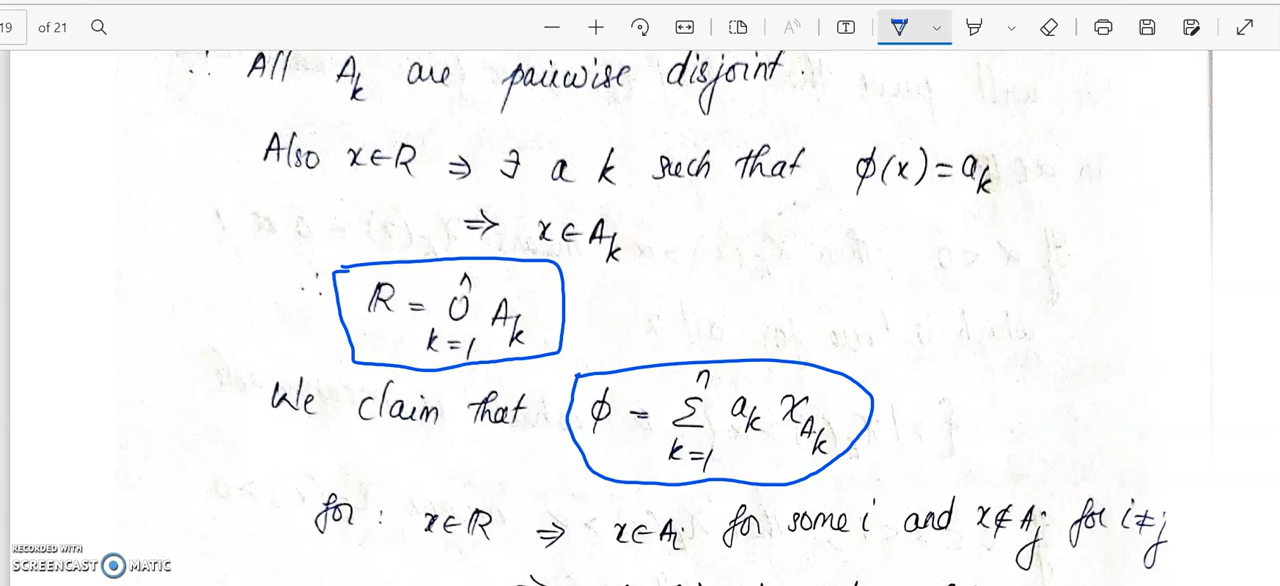 19 of 21
∴ All A_k are pairwise disjoint.
Also x∈R ⇒ ∃ a k such that ϕ(x)=a_k
⇒ x∈A_k
∴ R = ∪_{k=1}^{n} A_k
We claim that ϕ = Σ_{k=1}^{n} a_k χ_{A_k}
for: x∈R ⇒ x∈A_i for some i and x∉A_j for i≠j
RECORDED WITH
SCREENCAST MATIC